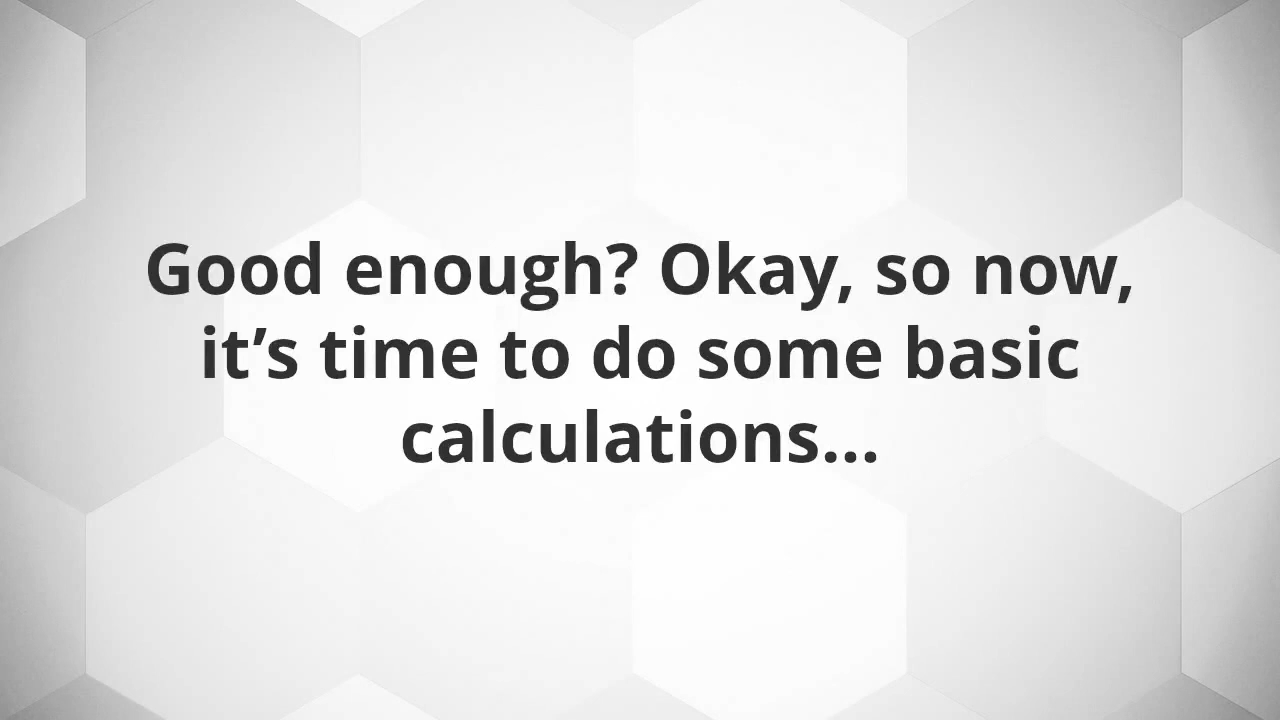 Good enough? Okay, so now,
it’s time to do some basic
calculations...